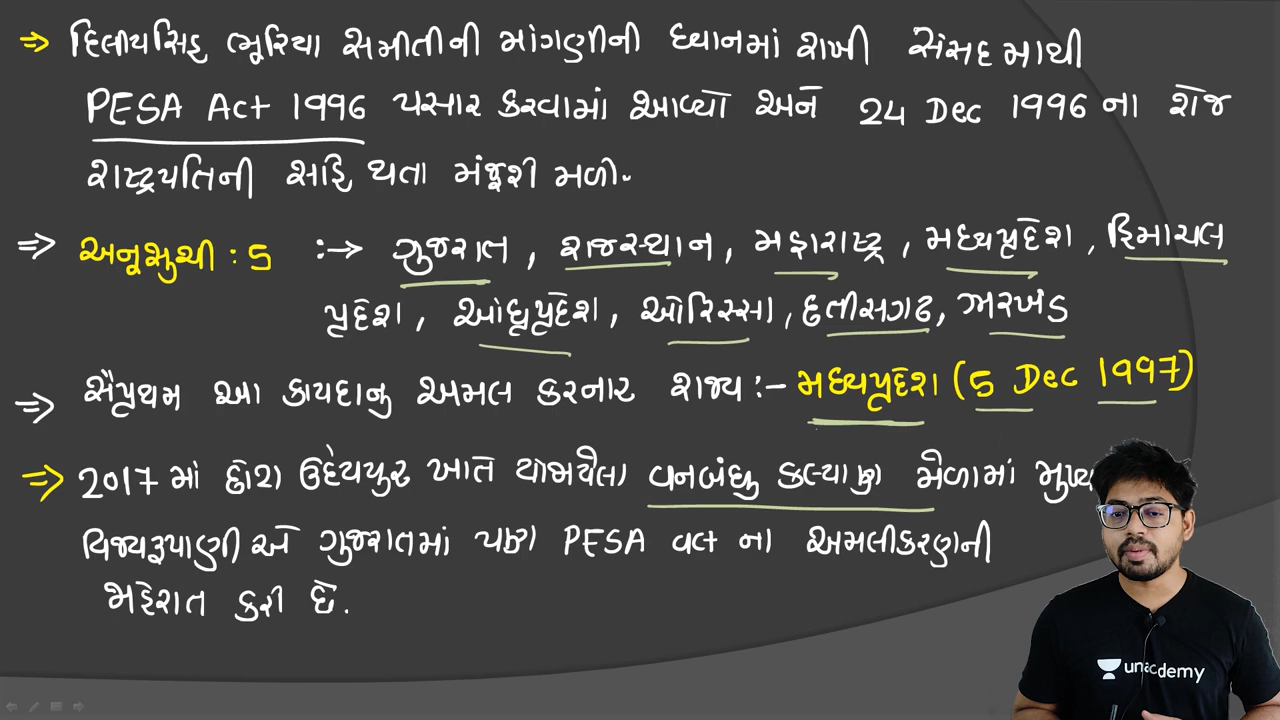 ⇒ દિલીપસિંહ ભૂરિયા સમીતીની માંગણીની ધ્યાનમાં રાખી સંસદ માથી
PESA Act 1996 પસાર કરવામાં આવ્યો અને 24 Dec 1996 ના રોજ
રાષ્ટ્રપતિની સહિ થતા મંજૂરી મળી.
⇒ અનૂસુચી : 5 :→ ગુજરાત, રાજસ્થાન, મહારાષ્ટ્ર, મધ્યપ્રદેશ, હિમાચલ
પ્રદેશ, આંધ્રપ્રદેશ, ઓરિસ્સા, છતીસગઢ, ઝારખંડ
⇒ સૈપ્રથમ આ કાયદાનુ અમલ કરનાર રાજ્ય :- મધ્યપ્રદેશ (5 Dec 1997)
⇒ 2017 માં છોટા ઉદેયપુર ખાતે યોજાયેલા વનબંધુ કલ્યાણ મેળામાં
વિજયરૂપાણી એ ગુજરાતમાં પણ PESA એક્ટ ના અમલીકરણની
જાહેરાત કરી છે.
unacademy